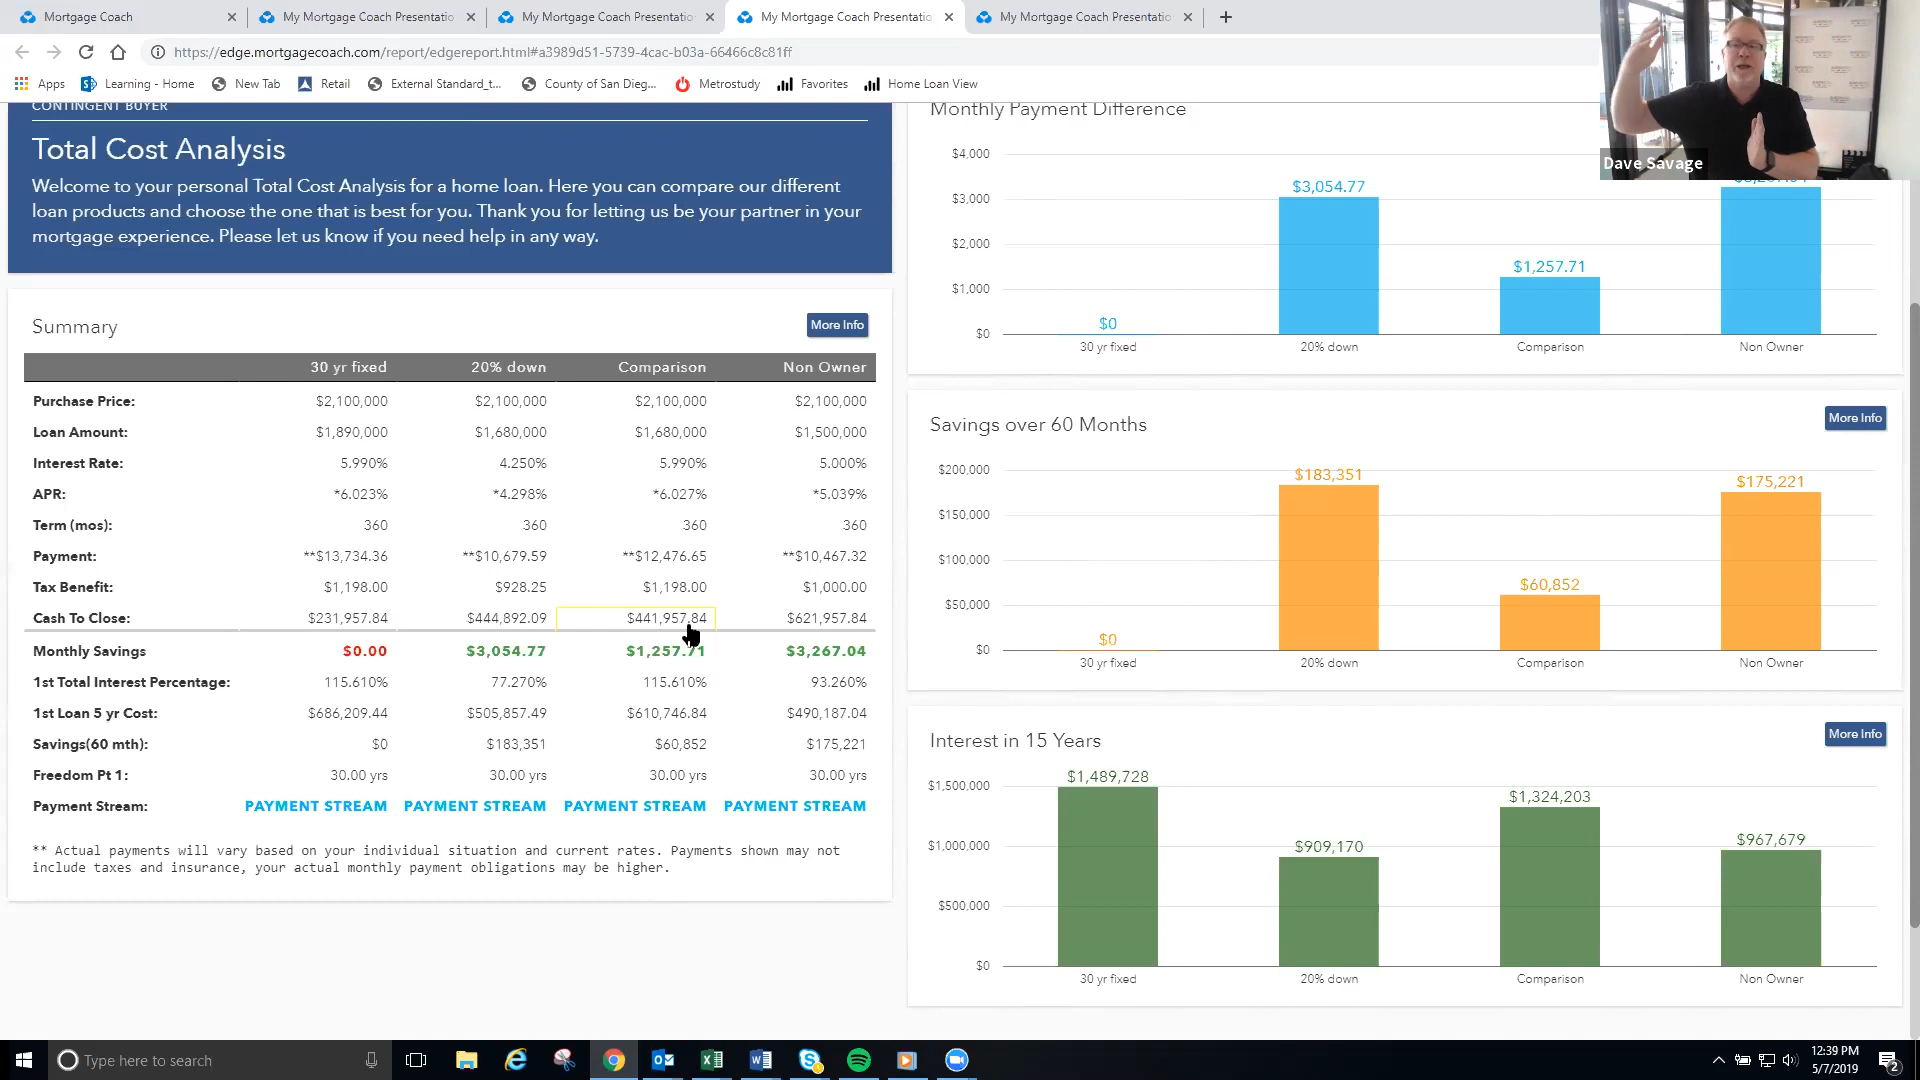 Mortgage Coach
My Mortgage Coach Presentatio
My Mortgage Coach Presentatio
My Mortgage Coach Presentatio
My Mortgage Coach Presentatio
https://edge.mortgagecoach.com/report/edgereport.html#a3989d51-5739-4cac-b03a-66466c8c81ff
Apps Learning - Home New Tab Retail External Standard_t... County of San Dieg... Metrostudy Favorites Home Loan View
CONTINGENT BUYER
Total Cost Analysis
Welcome to your personal Total Cost Analysis for a home loan. Here you can compare our different
loan products and choose the one that is best for you. Thank you for letting us be your partner in your
mortgage experience. Please let us know if you need help in any way.
Summary
More Info
30 yr fixed 20% down Comparison Non Owner
Purchase Price: $2,100,000 $2,100,000 $2,100,000 $2,100,000
Loan Amount: $1,890,000 $1,680,000 $1,680,000 $1,500,000
Interest Rate: 5.990% 4.250% 5.990% 5.000%
APR: *6.023% *4.298% *6.027% *5.039%
Term (mos): 360 360 360 360
Payment: **$13,734.36 **$10,679.59 **$12,476.65 **$10,467.32
Tax Benefit: $1,198.00 $928.25 $1,198.00 $1,000.00
Cash To Close: $231,957.84 $444,892.09 $441,957.84 $621,957.84
Monthly Savings $0.00 $3,054.77 $1,257.71 $3,267.04
1st Total Interest Percentage: 115.610% 77.270% 115.610% 93.260%
1st Loan 5 yr Cost: $686,209.44 $505,857.49 $610,746.84 $490,187.04
Savings(60 mth): $0 $183,351 $60,852 $175,221
Freedom Pt 1: 30.00 yrs 30.00 yrs 30.00 yrs 30.00 yrs
Payment Stream: PAYMENT STREAM PAYMENT STREAM PAYMENT STREAM PAYMENT STREAM
** Actual payments will vary based on your individual situation and current rates. Payments shown may not
include taxes and insurance, your actual monthly payment obligations may be higher.
Monthly Payment Difference
$4,000
$3,000
$2,000
$1,000
$0
$0
$3,054.77
$1,257.71
30 yr fixed 20% down Comparison Non Owner
Dave Savage
Savings over 60 Months
More Info
$200,000
$150,000
$100,000
$50,000
$0
$0
$183,351
$60,852
$175,221
30 yr fixed 20% down Comparison Non Owner
Interest in 15 Years
More Info
$1,500,000
$1,000,000
$500,000
$0
$1,489,728
$909,170
$1,324,203
$967,679
30 yr fixed 20% down Comparison Non Owner
Type here to search
12:39 PM
5/7/2019
2